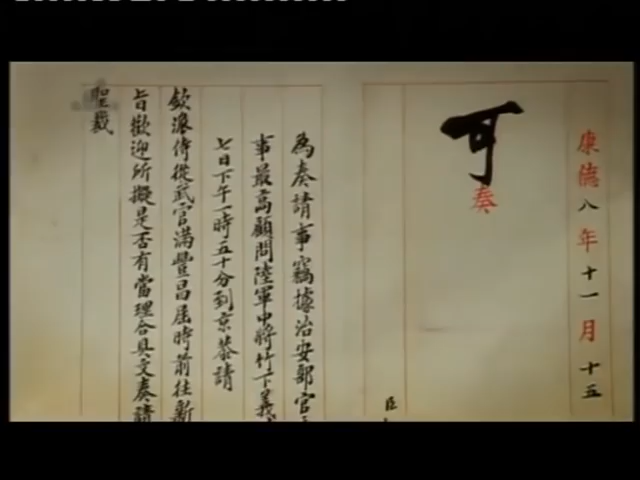 康德八年十一月十五
可
奏
臣
為奏請事竊據治安部官
事最高顧問陸軍中將竹下義
七日下午一時五十分到京恭請
欽派侍從武官滿豐昌屆時前往新
旨歡迎所擬是否有當理合具文奏請
聖裁